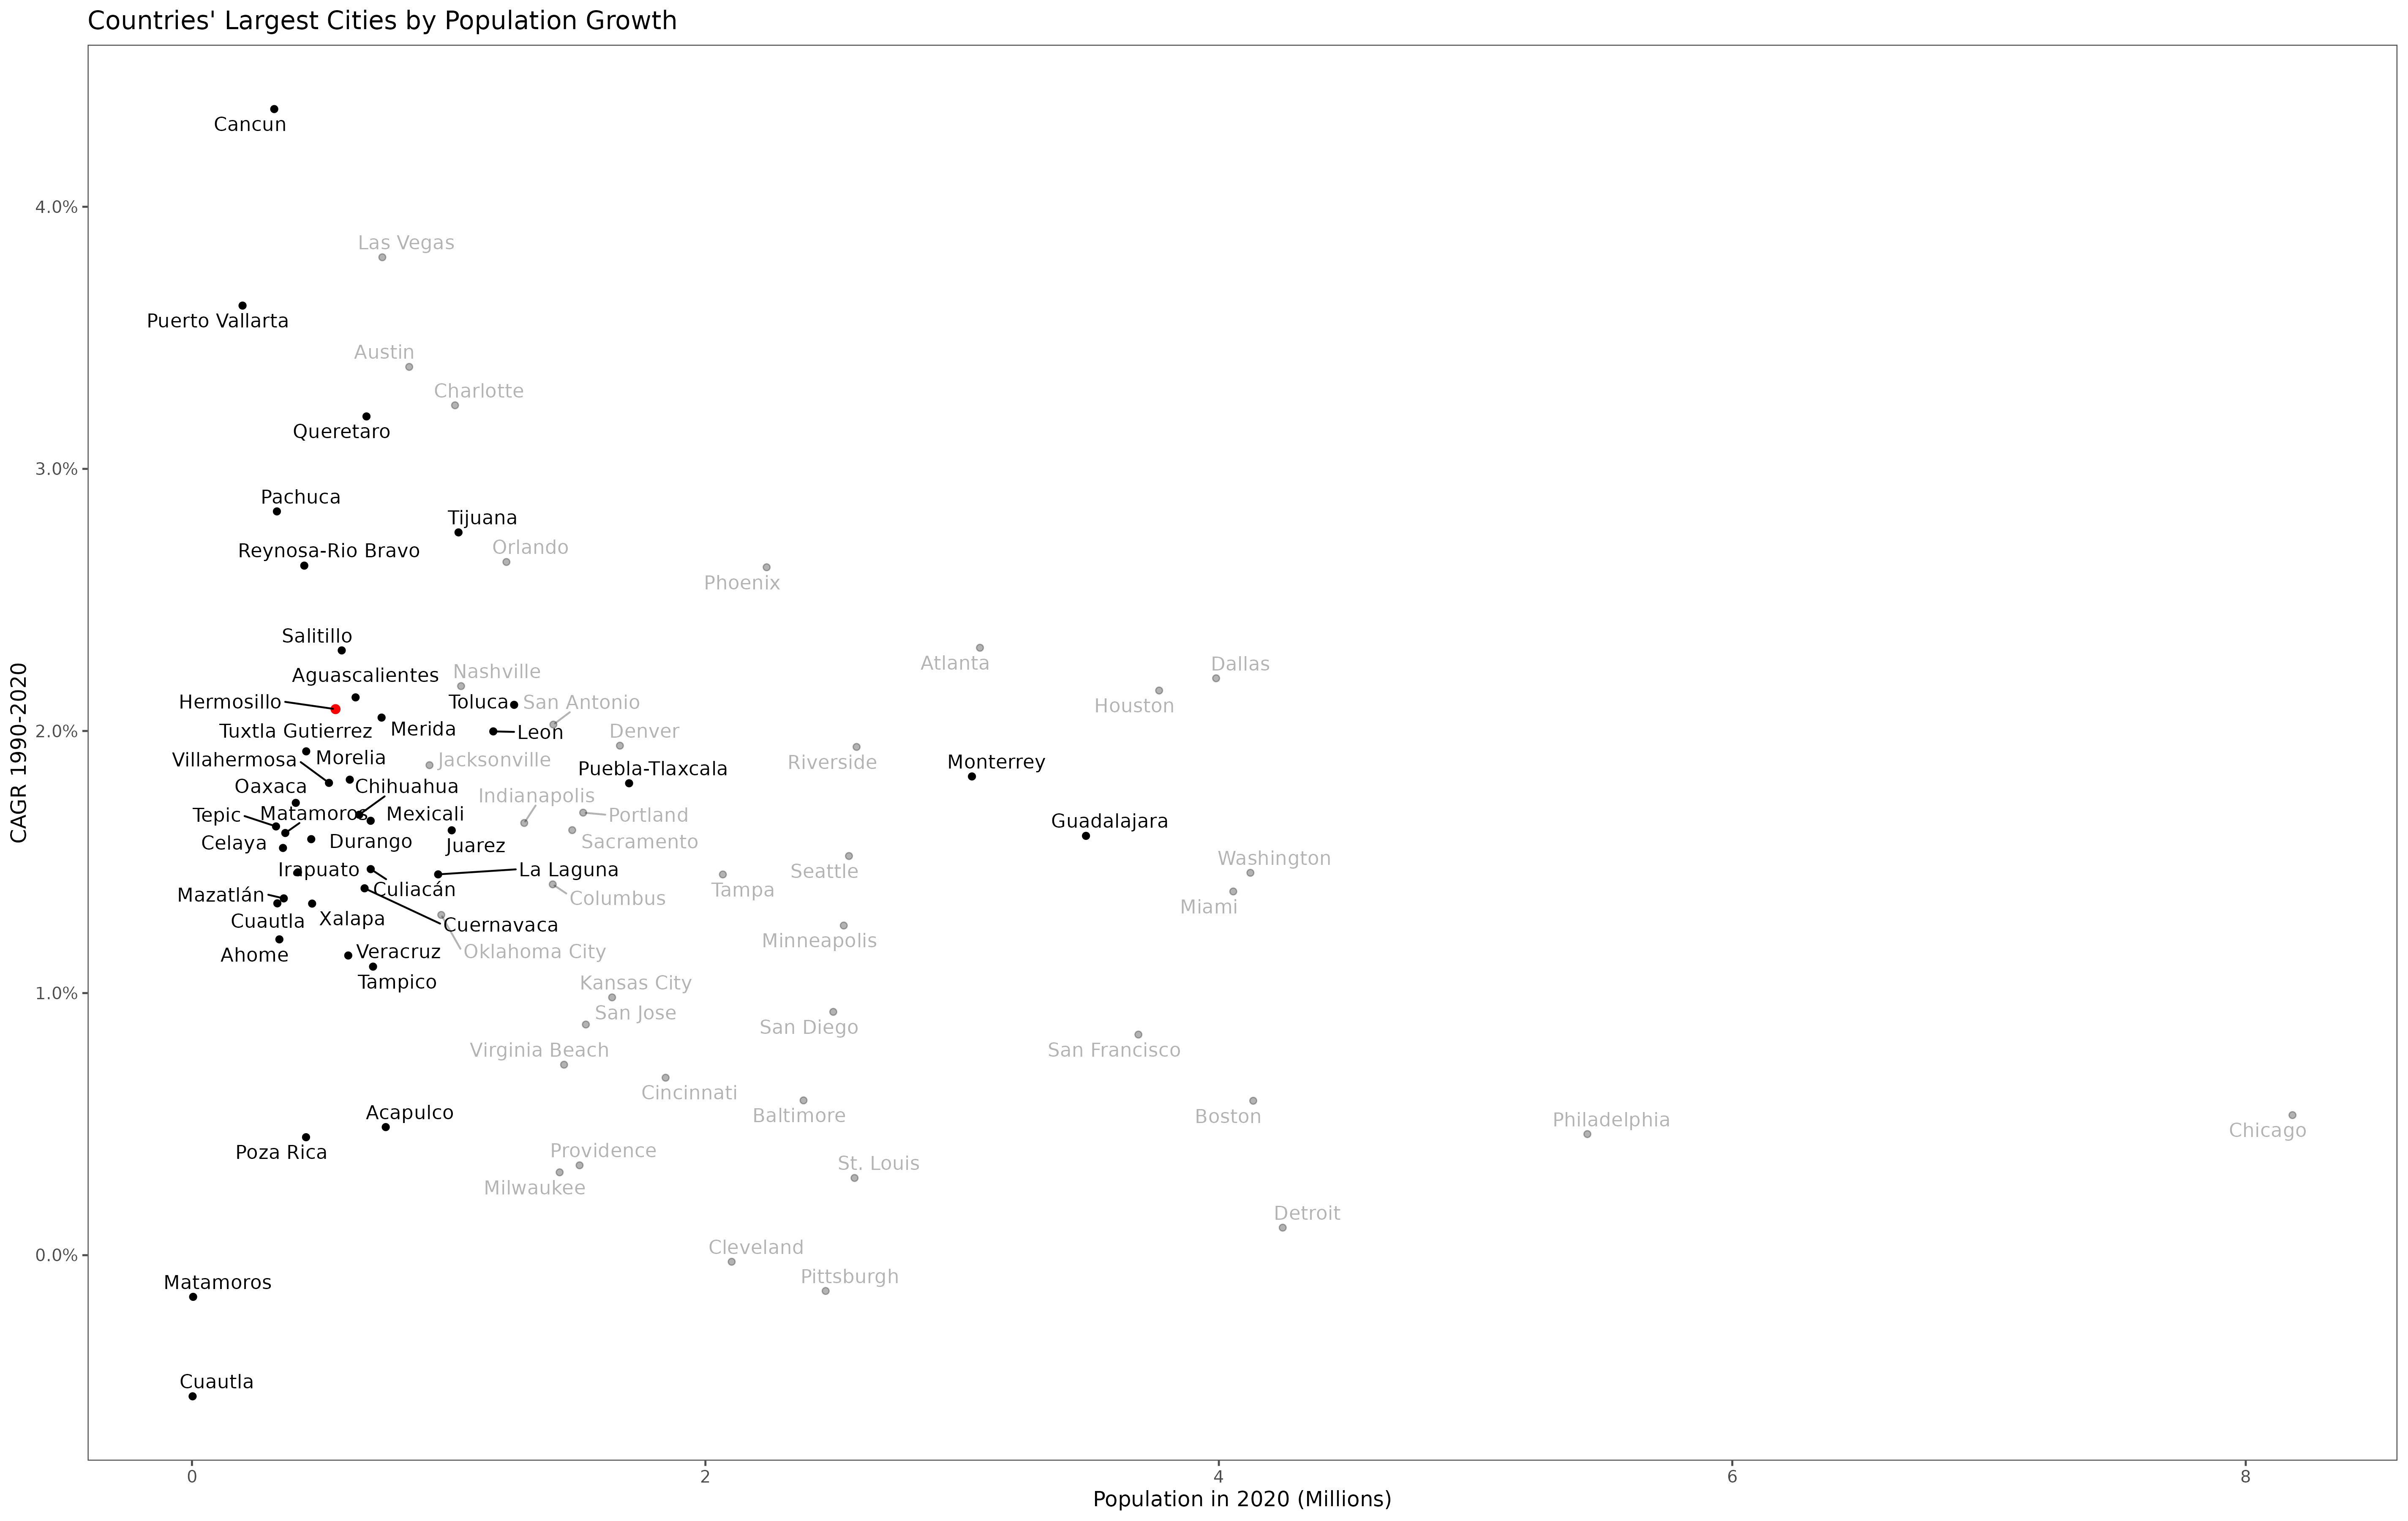 Countries' Largest Cities by Population Growth
Cancun
4.0%
Las Vegas
Puerto Vallarta
Austin
Charlotte
Queretaro
3.0%
Pachuca
Tijuana
Reynosa-Rio Bravo
Orlando
Phoenix
Salitillo
Atlanta
Dallas
Aguascalientes
Nashville
Hermosillo
Toluca
San Antonio
Houston
Tuxtla Gutierrez
Merida
Leon
Denver
2.0%
Villahermosa
Morelia
Jacksonville
Puebla-Tlaxcala
Riverside
Monterrey
Oaxaca
Chihuahua
Indianapolis
Tepic
Matamoros
Mexicali
Portland
Guadalajara
Celaya
Durango
Juarez
Sacramento
Washington
Irapuato
La Laguna
Seattle
Mazatlán
Culiacán
Columbus
Tampa
Miami
Cuautla
Xalapa
Cuernavaca
Minneapolis
Ahome
Veracruz
Oklahoma City
Tampico
Kansas City
1.0%
San Jose
San Diego
Virginia Beach
San Francisco
Cincinnati
Acapulco
Baltimore
Boston
Philadelphia
Chicago
Poza Rica
Providence
St. Louis
Milwaukee
Detroit
Cleveland
0.0%
Matamoros
Pittsburgh
Cuautla
CAGR 1990-2020
0 2 4 6 8
Population in 2020 (Millions)